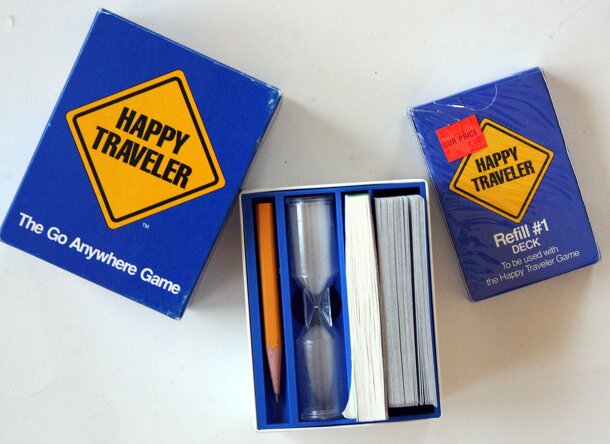 HAPPY
TRAVELER
TM
The Go Anywhere Game
OUR PRICE
HAPPY
TRAVELER
Refill #1
DECK
To be used with
the Happy Traveler Game